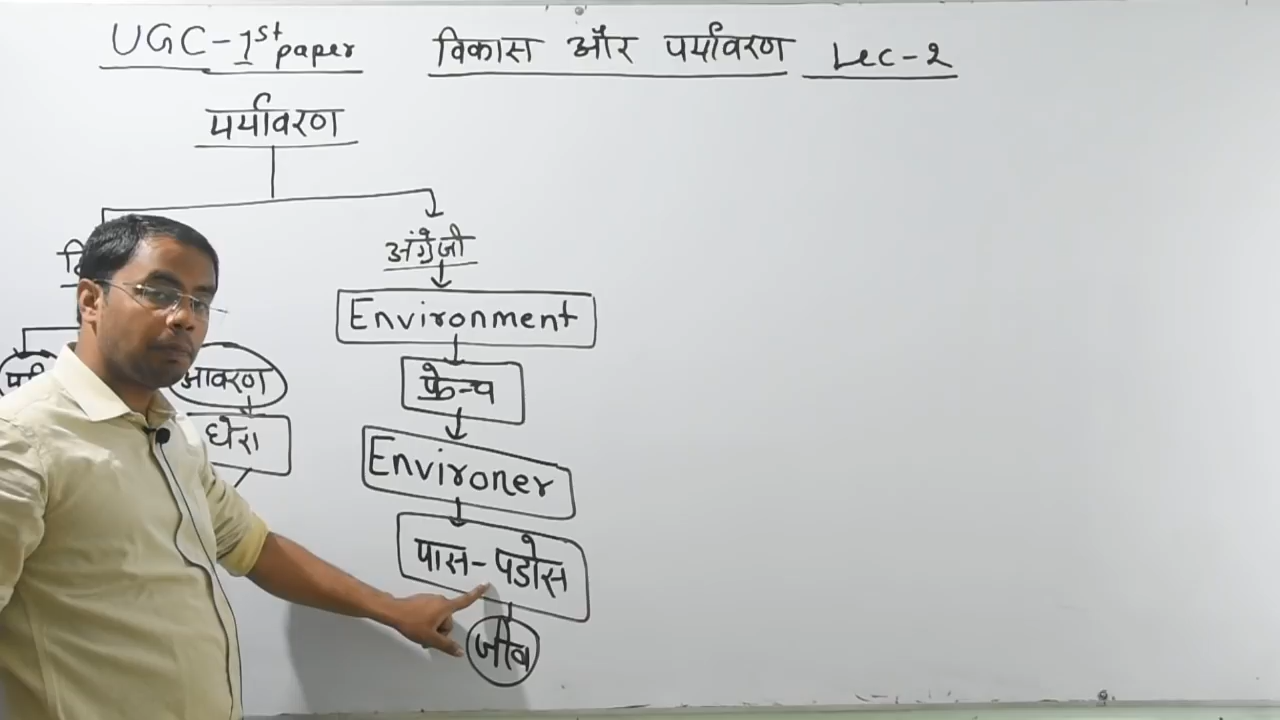 UGC-1st paper विकास और पर्यावरण Lec-2
पर्यावरण
अंग्रेजी
Environment
फ्रेन्च
आवरण
घेरा
Environer
पास-पडोस
जीव